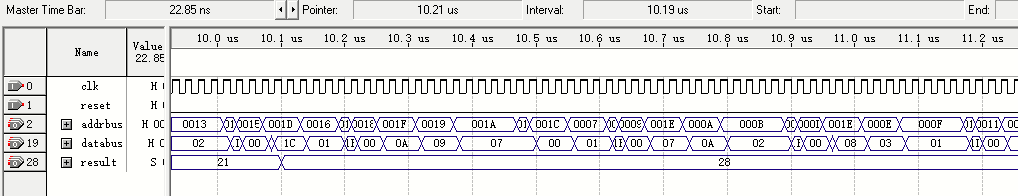 Master Time Bar: 22.85 ns Pointer: 10.21 us Interval: 10.19 us Start: End:
Name Value 22.85 10.0 us 10.1 us 10.2 us 10.3 us 10.4 us 10.5 us 10.6 us 10.7 us 10.8 us 10.9 us 11.0 us 11.1 us 11.2 us
0 clk H
1 reset H
2 addrbus H 00 0013 0015 001D 0016 0018 001F 0019 001A 001C 0007 0009 001E 000A 000B 001E 000E 000F 0011
19 databus H 02 00 1C 01 00 0A 09 07 00 01 00 07 0A 02 00 08 03 01 00
28 result S 21 28